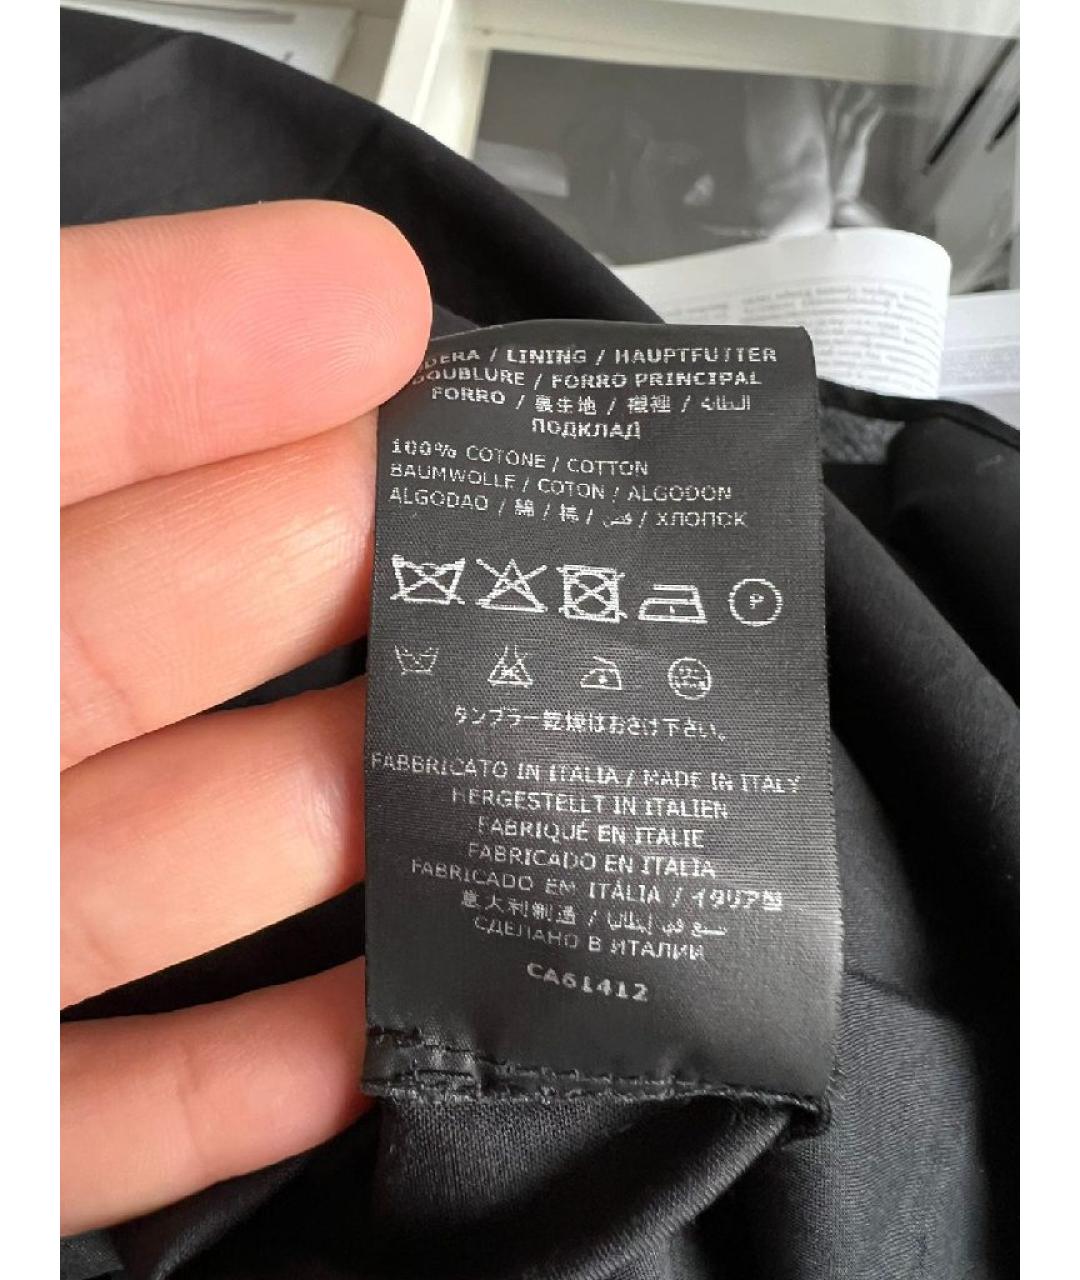 FODERA / LINING / HAUPTFUTTER
DOUBLURE / FORRO PRINCIPAL
FORRO / 裏生地 / 襯裡 / البطانة
ПОДКЛАД
100% COTONE / COTTON
BAUMWOLLE / COTON / ALGODON
ALGODAO / 綿 / 棉 / قطن / ХЛОПОК
P
タンブラー乾燥はおさけ下さい。
FABBRICATO IN ITALIA / MADE IN ITALY
HERGESTELLT IN ITALIEN
FABRIQUÉ EN ITALIE
FABRICADO EN ITALIA
FABRICADO EM ITÁLIA / イタリア製
意大利制造 / صنع في إيطاليا
СДЕЛАНО В ИТАЛИИ
CA61412